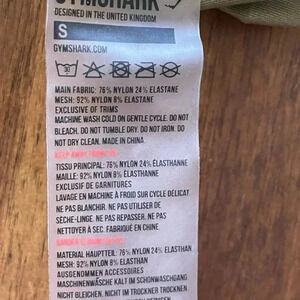 GYMSHARK
DESIGNED IN THE UNITED KINGDOM
S
GYMSHARK.COM
MAIN FABRIC: 76% NYLON 24% ELASTANE
MESH: 92% NYLON 8% ELASTANE
EXCLUSIVE OF TRIMS
MACHINE WASH COLD ON GENTLE CYCLE. DO NOT
BLEACH. DO NOT TUMBLE DRY. DO NOT IRON. DO
NOT DRY CLEAN. MADE IN CHINA.
KEEP AWAY FROM FIRE
TISSU PRINCIPAL: 76% NYLON 24% ÉLASTHANNE
MAILLE: 92% NYLON 8% ÉLASTHANNE
EXCLUSIF DE GARNITURES
LAVAGE EN MACHINE À FROID SUR CYCLE DÉLICAT.
NE PAS BLANCHIR. NE PAS UTILISER DE
SÈCHE-LINGE. NE PAS REPASSER. NE PAS
NETTOYER À SEC. FABRIQUÉ EN CHINE.
MATERIAL HAUPTTEIL: 76% NYLON 24% ELASTHAN
MESH: 92% NYLON 8% ELASTHAN
AUSGENOMMEN ACCESSOIRES
MASCHINENWÄSCHE KALT IM SCHONWASCHGANG
NICHT BLEICHEN. NICHT IM TROCKNER TROCKNEN